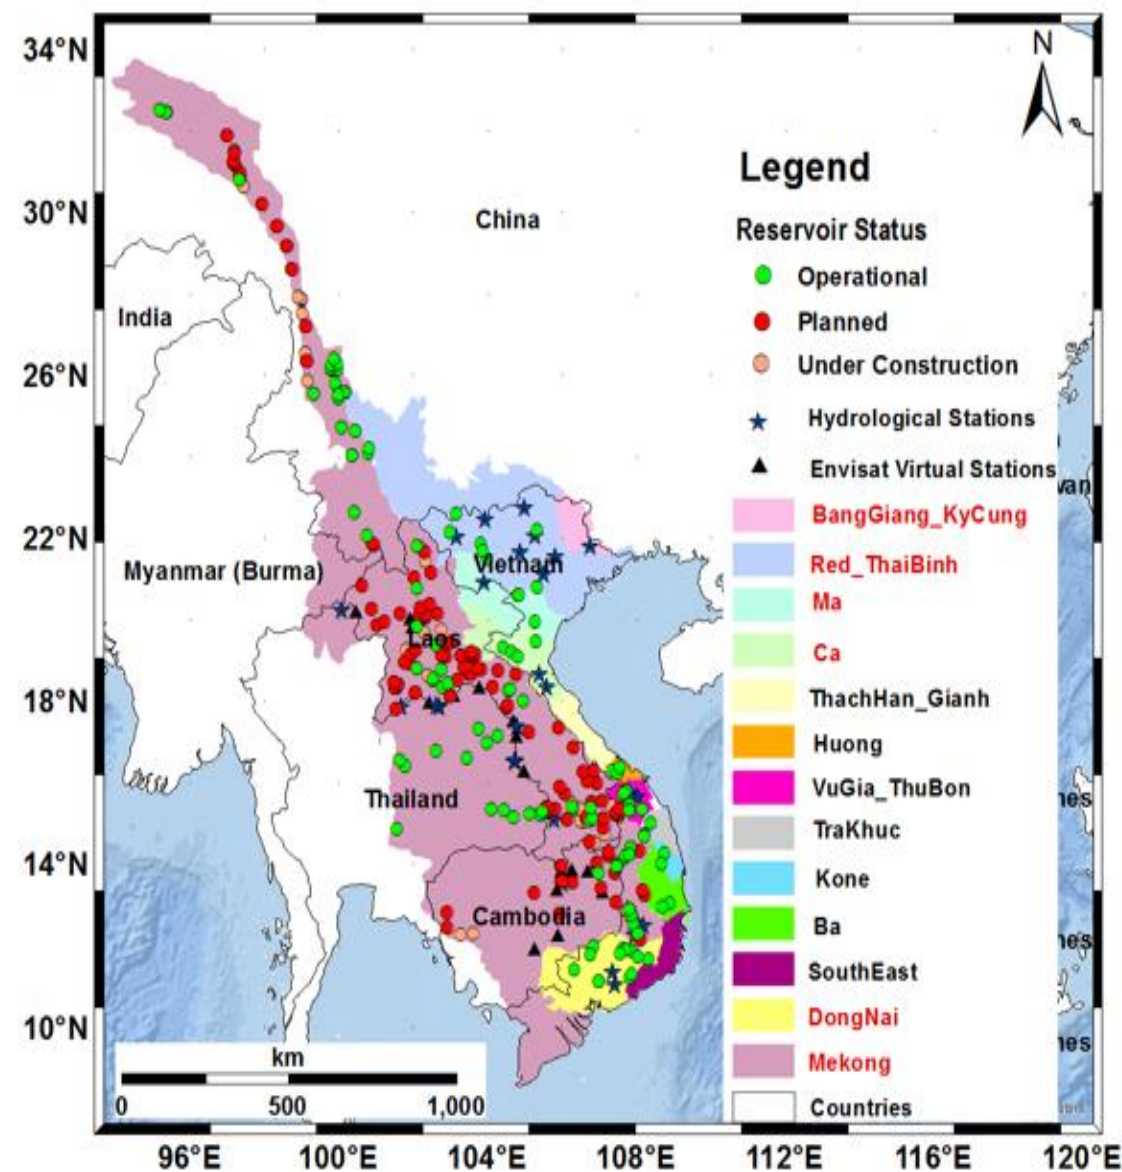 34°N
30°N
26°N
22°N
18°N
14°N
10°N
N
China
India
Myanmar (Burma)
Vietnam
Laos
Thailand
Cambodia
Legend
Reservoir Status
Operational
Planned
Under Construction
Hydrological Stations
Envisat Virtual Stations
BangGiang_KyCung
Red_ThaiBinh
Ma
Ca
ThachHan_Gianh
Huong
VuGia_ThuBon
TraKhuc
Kone
Ba
SouthEast
DongNai
Mekong
Countries
km
0 500 1,000
96°E 100°E 104°E 108°E 112°E 116°E 120°E